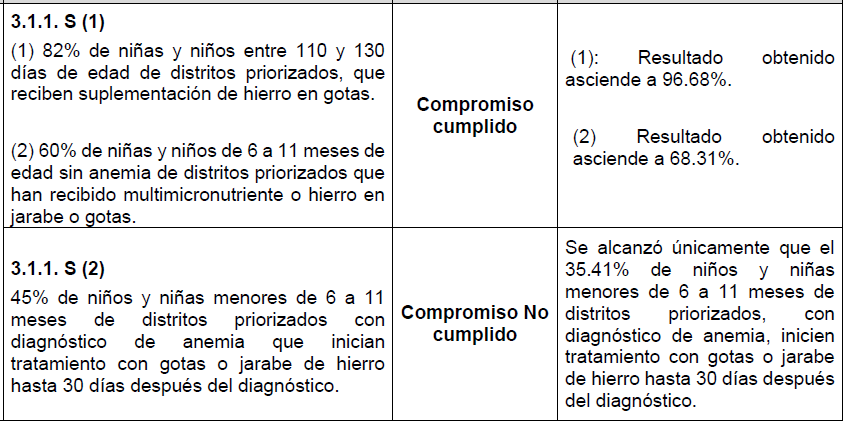 3.1.1. S (1)
(1) 82% de niñas y niños entre 110 y 130
días de edad de distritos priorizados, que
reciben suplementación de hierro en gotas.
(2) 60% de niñas y niños de 6 a 11 meses de
edad sin anemia de distritos priorizados que
han recibido multimicronutriente o hierro en
jarabe o gotas.
Compromiso
cumplido
(1): Resultado obtenido
asciende a 96.68%.
(2) Resultado obtenido
asciende a 68.31%.
3.1.1. S (2)
45% de niños y niñas menores de 6 a 11
meses de distritos priorizados con
diagnóstico de anemia que inician
tratamiento con gotas o jarabe de hierro
hasta 30 días después del diagnóstico.
Compromiso No
cumplido
Se alcanzó únicamente que el
35.41% de niños y niñas
menores de 6 a 11 meses de
distritos priorizados, con
diagnóstico de anemia, inicien
tratamiento con gotas o jarabe
de hierro hasta 30 días después
del diagnóstico.